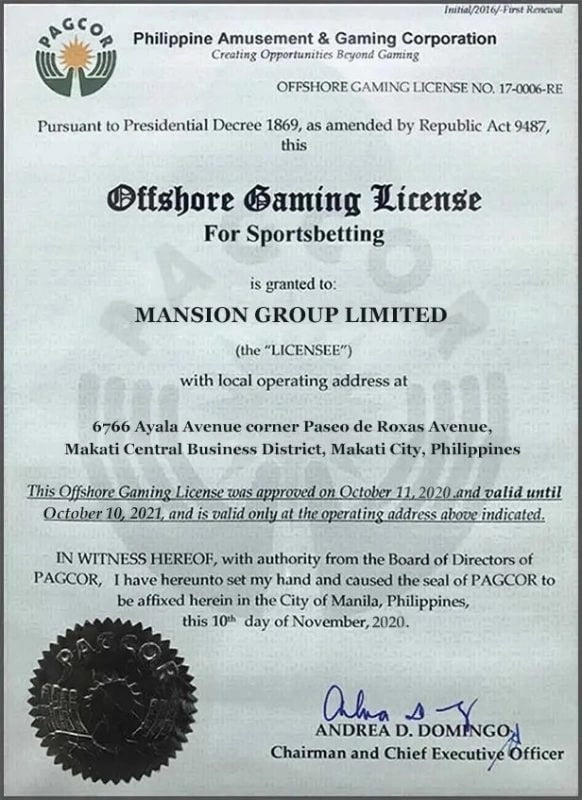 Initial/2016/-First Renewal
PAGCOR
Philippine Amusement & Gaming Corporation
Creating Opportunities Beyond Gaming
OFFSHORE GAMING LICENSE NO. 17-0006-RE
Pursuant to Presidential Decree 1869, as amended by Republic Act 9487,
this
Offshore Gaming License
For Sportsbetting
is granted to:
MANSION GROUP LIMITED
(the "LICENSEE")
with local operating address at
6766 Ayala Avenue corner Paseo de Roxas Avenue,
Makati Central Business District, Makati City, Philippines
This Offshore Gaming License was approved on October 11, 2020 .and valid until
October 10, 2021, and is valid only at the operating address above indicated.
IN WITNESS HEREOF, with authority from the Board of Directors of
PAGCOR, I have hereunto set my hand and caused the seal of PAGCOR to
be affixed herein in the City of Manila, Philippines,
this 10th day of November, 2020.
PAGCOR
ANDREA D. DOMINGO
Chairman and Chief Executive Officer
PAGCOR